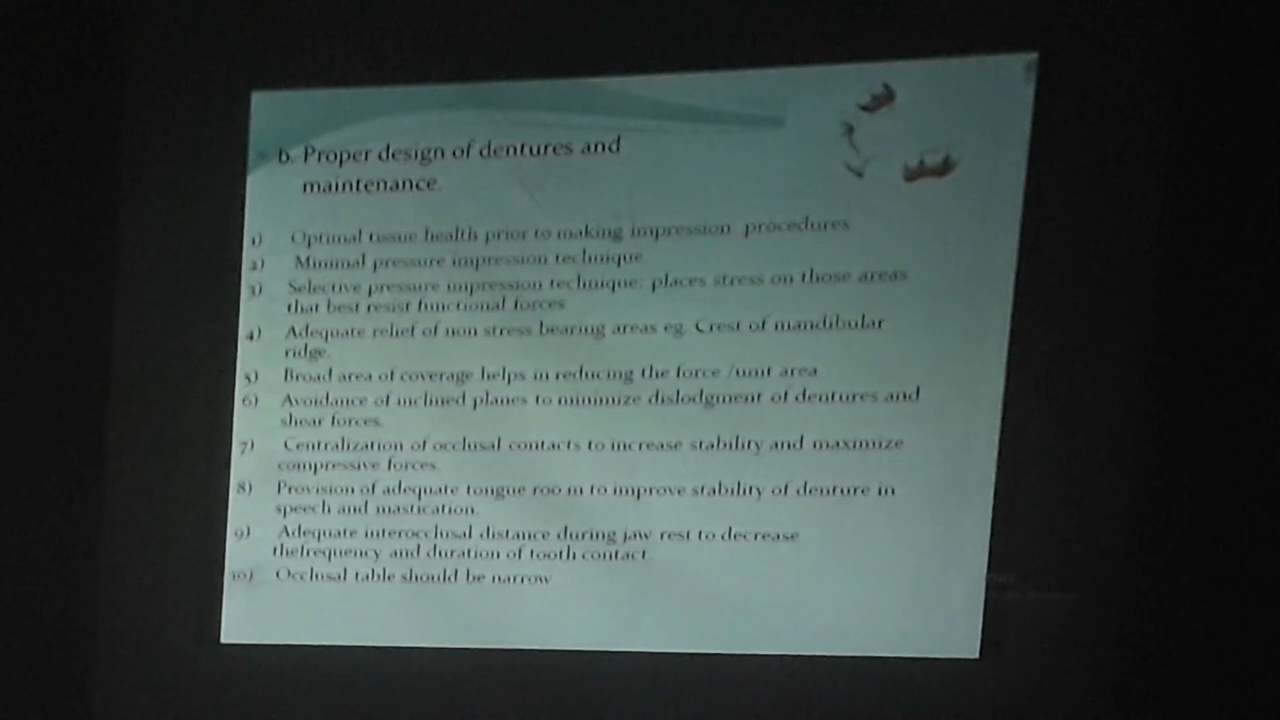 b. Proper design of dentures and
maintenance.
1) Optimal tissue health prior to making impression procedures
2) Minimal pressure impression technique.
3) Selective pressure impression technique: places stress on those areas
that best resist functional forces
4) Adequate relief of non stress bearing areas eg. Crest of mandibular
ridge.
5) Broad area of coverage helps in reducing the force /unit area
6) Avoidance of inclined planes to minimize dislodgment of dentures and
shear forces.
7) Centralization of occlusal contacts to increase stability and maximize
compressive forces.
8) Provision of adequate tongue roo m to improve stability of denture in
speech and mastication.
9) Adequate interocclusal distance during jaw rest to decrease
thefrequency and duration of tooth contact.
10) Occlusal table should be narrow